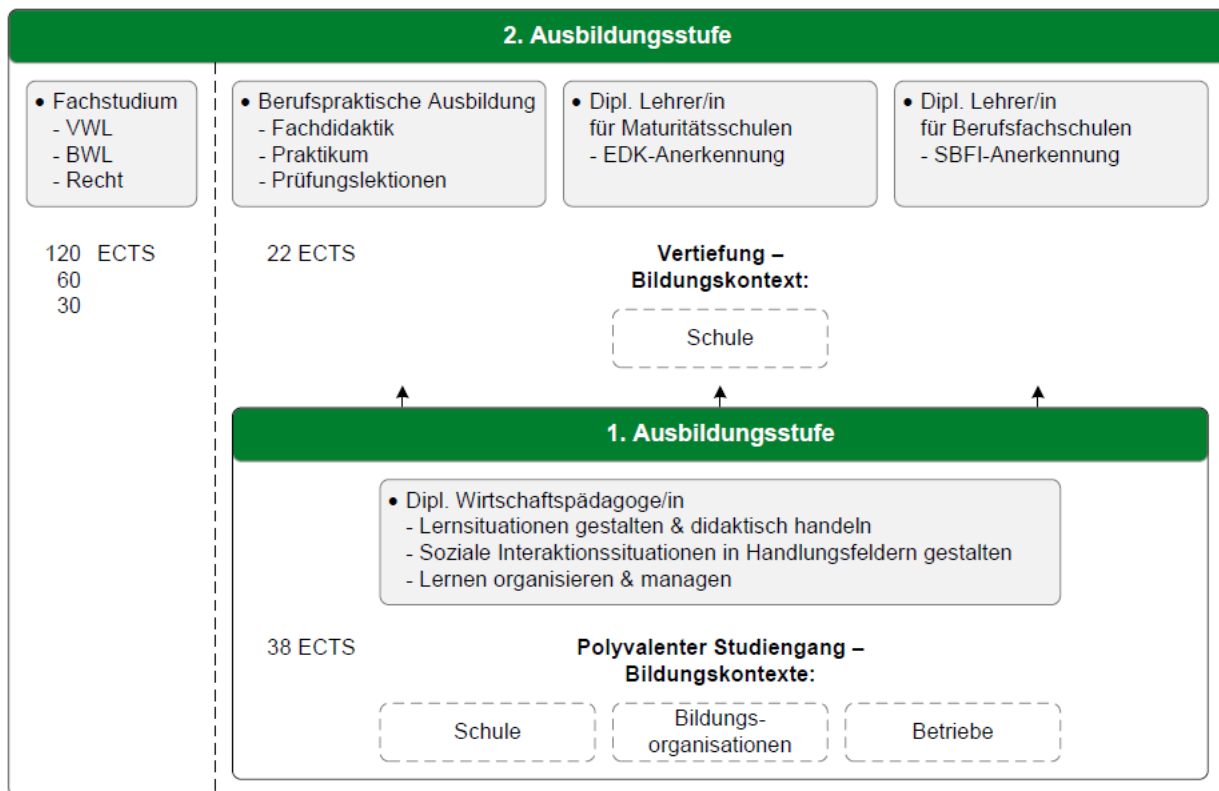 2. Ausbildungsstufe
• Fachstudium
- VWL
- BWL
- Recht
• Berufspraktische Ausbildung
- Fachdidaktik
- Praktikum
- Prüfungslektionen
• Dipl. Lehrer/in
für Maturitätsschulen
- EDK-Anerkennung
• Dipl. Lehrer/in
für Berufsfachschulen
- SBFI-Anerkennung
120 ECTS
60
30
22 ECTS
Vertiefung –
Bildungskontext:
Schule
1. Ausbildungsstufe
• Dipl. Wirtschaftspädagoge/in
- Lernsituationen gestalten & didaktisch handeln
- Soziale Interaktionssituationen in Handlungsfeldern gestalten
- Lernen organisieren & managen
38 ECTS
Polyvalenter Studiengang –
Bildungskontexte:
Schule
Bildungs-
organisationen
Betriebe